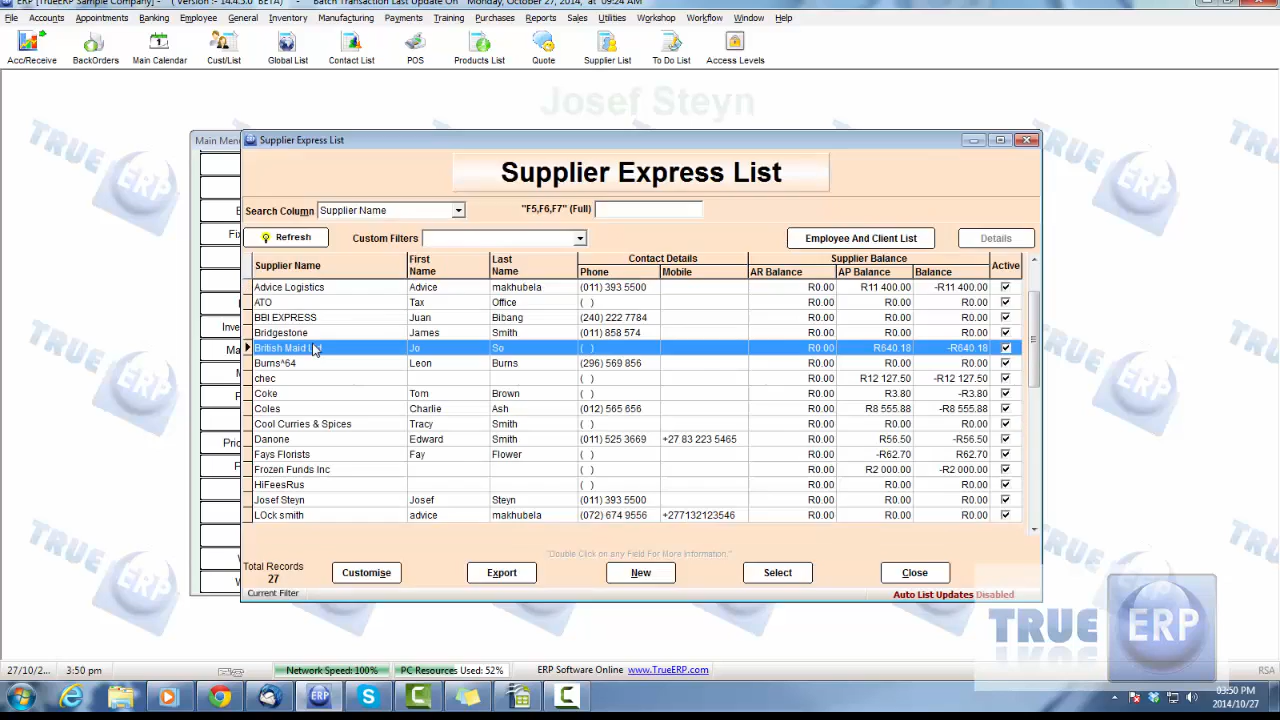 ERP [TrueERP Sample Company] ( Version :- 14.4.3.0 BETA) - Batch Transaction Last Update On Monday, October 27, 2014, at 09:24 AM
File Accounts Appointments Banking Employee General Inventory Manufacturing Payments Training Purchases Reports Sales Utilities Workshop Workflow Window Help
Acc/Receive BackOrders Main Calendar Cust/List Global List Contact List POS Products List Quote Supplier List To Do List Access Levels
Josef Steyn
Main Menu Supplier Express List
Supplier Express List
Search Column Supplier Name "F5,F6,F7" (Full)
Refresh Custom Filters Employee And Client List Details
Supplier Name First Name Last Name Contact Details Supplier Balance Active
Phone Mobile AR Balance AP Balance Balance
Advice Logistics Advice makhubela (011) 393 5500 R0.00 R11 400.00 -R11 400.00
ATO Tax Office ( ) R0.00 R0.00 R0.00
BBI EXPRESS Juan Bibang (240) 222 7784 R0.00 R0.00 R0.00
Bridgestone James Smith (011) 858 574 R0.00 R0.00 R0.00
British Maid Jo So ( ) R0.00 R640.18 -R640.18
Burns^64 Leon Burns (296) 569 856 R0.00 R0.00 R0.00
chec ( ) R0.00 R12 127.50 -R12 127.50
Coke Tom Brown ( ) R0.00 R3.80 -R3.80
Coles Charlie Ash (012) 565 656 R0.00 R8 555.88 -R8 555.88
Cool Curries & Spices Tracy Smith ( ) R0.00 R0.00 R0.00
Danone Edward Smith (011) 525 3669 +27 83 223 5465 R0.00 R56.50 -R56.50
Fays Florists Fay Flower ( ) R0.00 -R62.70 R62.70
Frozen Funds Inc ( ) R0.00 R2 000.00 -R2 000.00
HiFeesRus ( ) R0.00 R0.00 R0.00
Josef Steyn Josef Steyn (011) 393 5500 R0.00 R0.00 R0.00
LOck smith advice makhubela (072) 674 9556 +277132123546 R0.00 R0.00 R0.00
"Double Click on any Field For More Information."
Total Records
27
Customise Export New Select Close
Current Filter Auto List Updates Disabled
TRUE ERP
27/10/2... 3:50 pm Network Speed: 100% PC Resources Used: 52% ERP Software Online www.TrueERP.com RSA
03:50 PM
2014/10/27